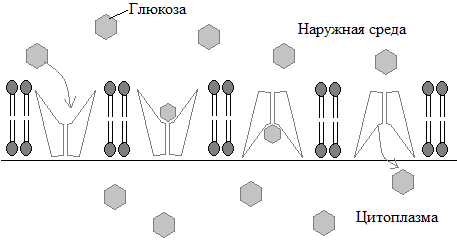 Глюкоза
Наружная среда
Цитоплазма